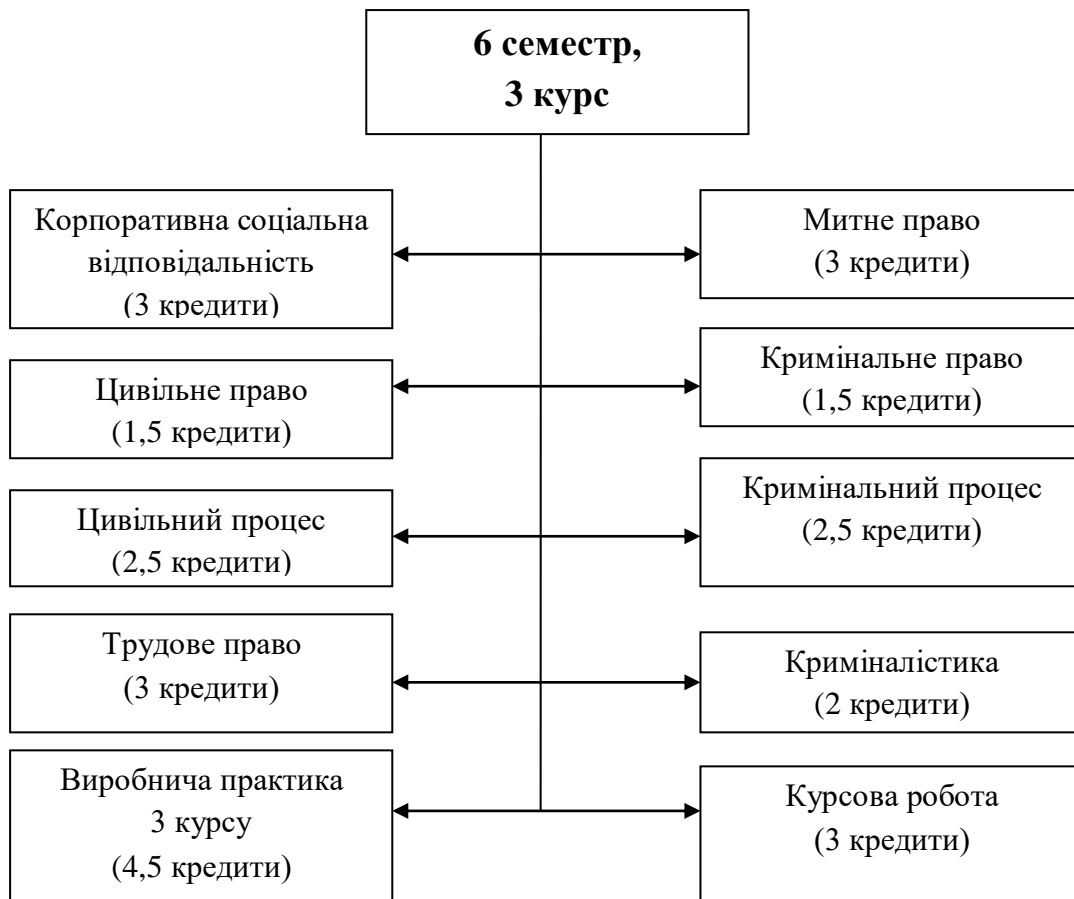 6 семестр,
3 курс
Корпоративна соціальна
відповідальність
(3 кредити)
Митне право
(3 кредити)
Цивільне право
(1,5 кредити)
Кримінальне право
(1,5 кредити)
Цивільний процес
(2,5 кредити)
Кримінальний процес
(2,5 кредити)
Трудове право
(3 кредити)
Криміналістика
(2 кредити)
Виробнича практика
3 курсу
(4,5 кредити)
Курсова робота
(3 кредити)